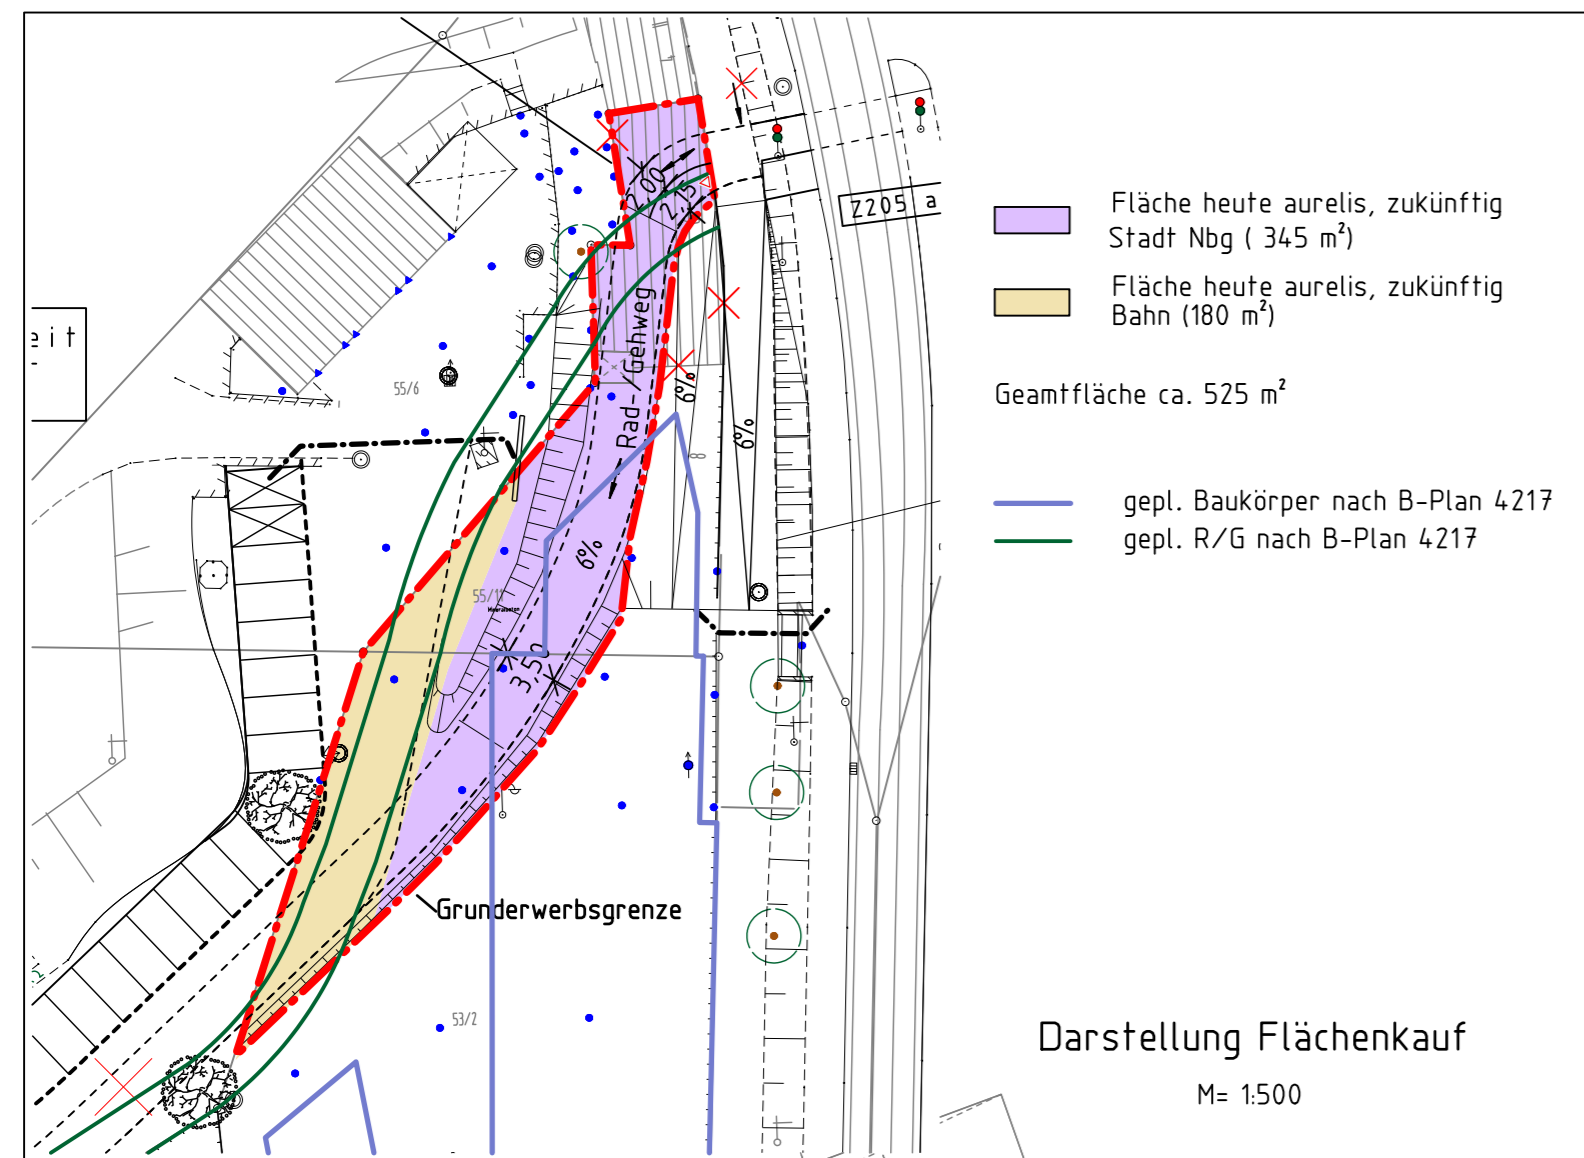 Z205 a
eit
2,00
2,15
Rad-/Gehweg
6%
6%
6%
8
55/6
55/11
3,50
Grunderwerbsgrenze
53/2
Fläche heute aurelis, zukünftig
Stadt Nbg ( 345 m²)
Fläche heute aurelis, zukünftig
Bahn (180 m²)
Geamtfläche ca. 525 m²
gepl. Baukörper nach B-Plan 4217
gepl. R/G nach B-Plan 4217
Darstellung Flächenkauf
M= 1:500